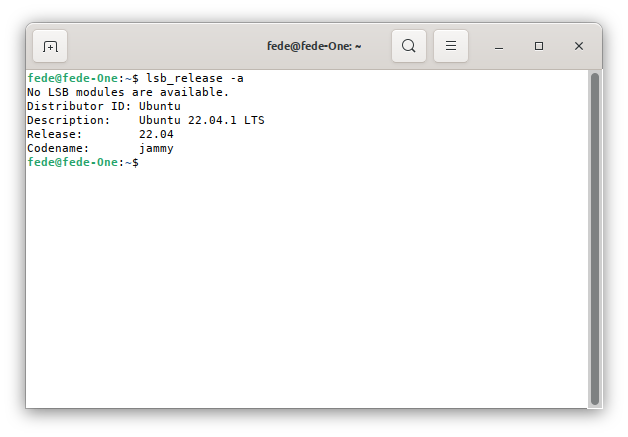 fede@fede-One: ~
fede@fede-One:~$ lsb_release -a
No LSB modules are available.
Distributor ID: Ubuntu
Description:    Ubuntu 22.04.1 LTS
Release:        22.04
Codename:       jammy
fede@fede-One:~$